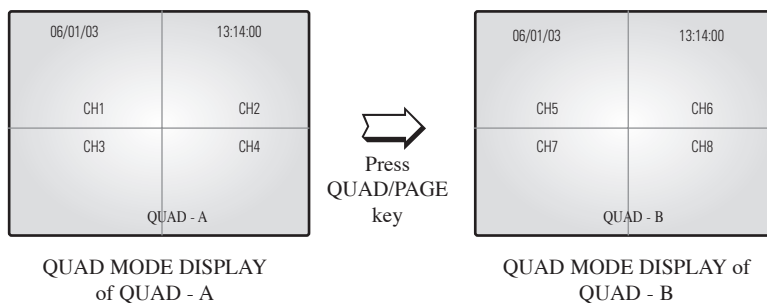 06/01/03 13:14:00
CH1 CH2
CH3 CH4
QUAD - A
QUAD MODE DISPLAY
of QUAD - A
Press
QUAD/PAGE
key
06/01/03 13:14:00
CH5 CH6
CH7 CH8
QUAD - B
QUAD MODE DISPLAY of
QUAD - B